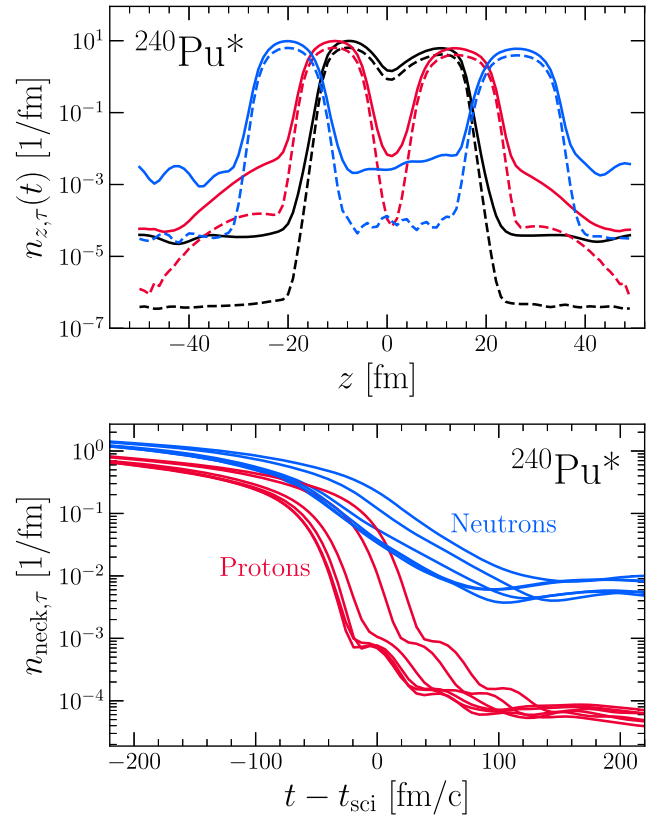 ²⁴⁰Pu*
n_{z,τ}(t) [1/fm]
10¹
10⁻¹
10⁻³
10⁻⁵
10⁻⁷
−40 −20 0 20 40
z [fm]
²⁴⁰Pu*
n_{neck,τ} [1/fm]
10⁰
10⁻¹
10⁻²
10⁻³
10⁻⁴
Neutrons
Protons
−200 −100 0 100 200
t − t_{sci} [fm/c]